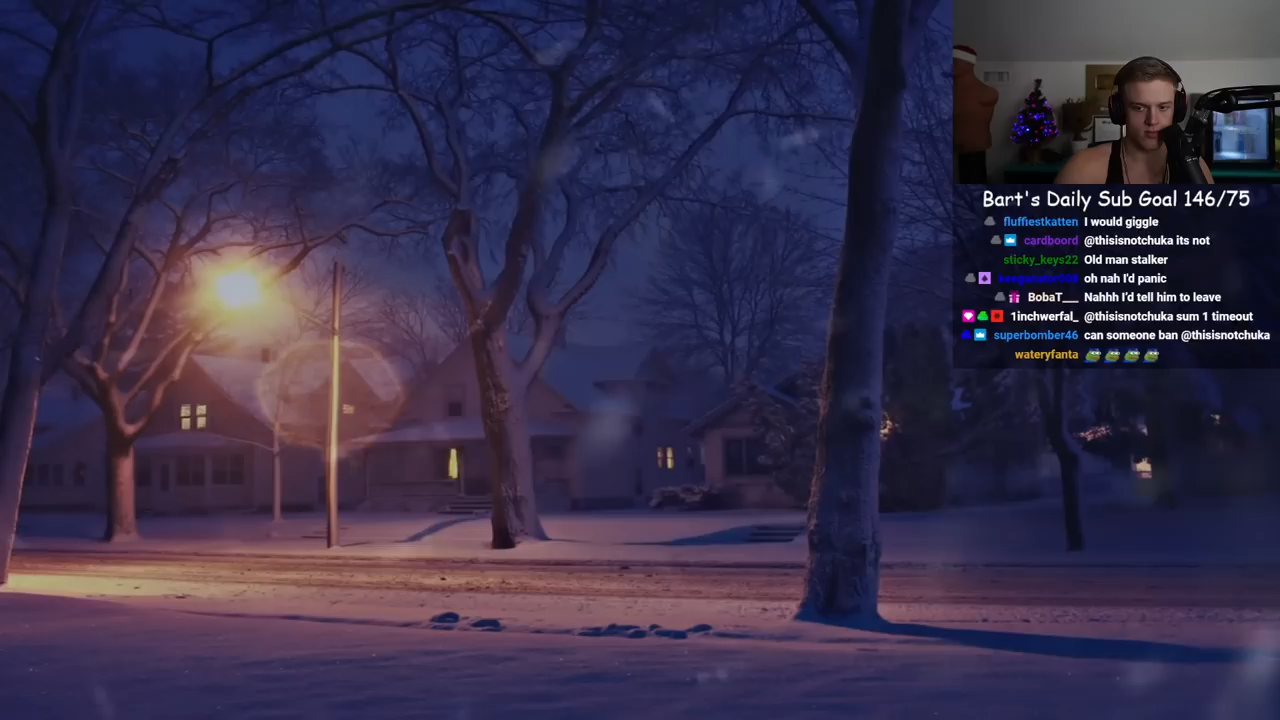 Bart's Daily Sub Goal 146/75
fluffiestkatten I would giggle
cardboord @thisisnotchuka its not
sticky_keys22 Old man stalker
oh nah I'd panic
BobaT___ Nahhh I'd tell him to leave
1inchwerfal_ @thisisnotchuka sum 1 timeout
superbomber46 can someone ban @thisisnotchuka
wateryfanta